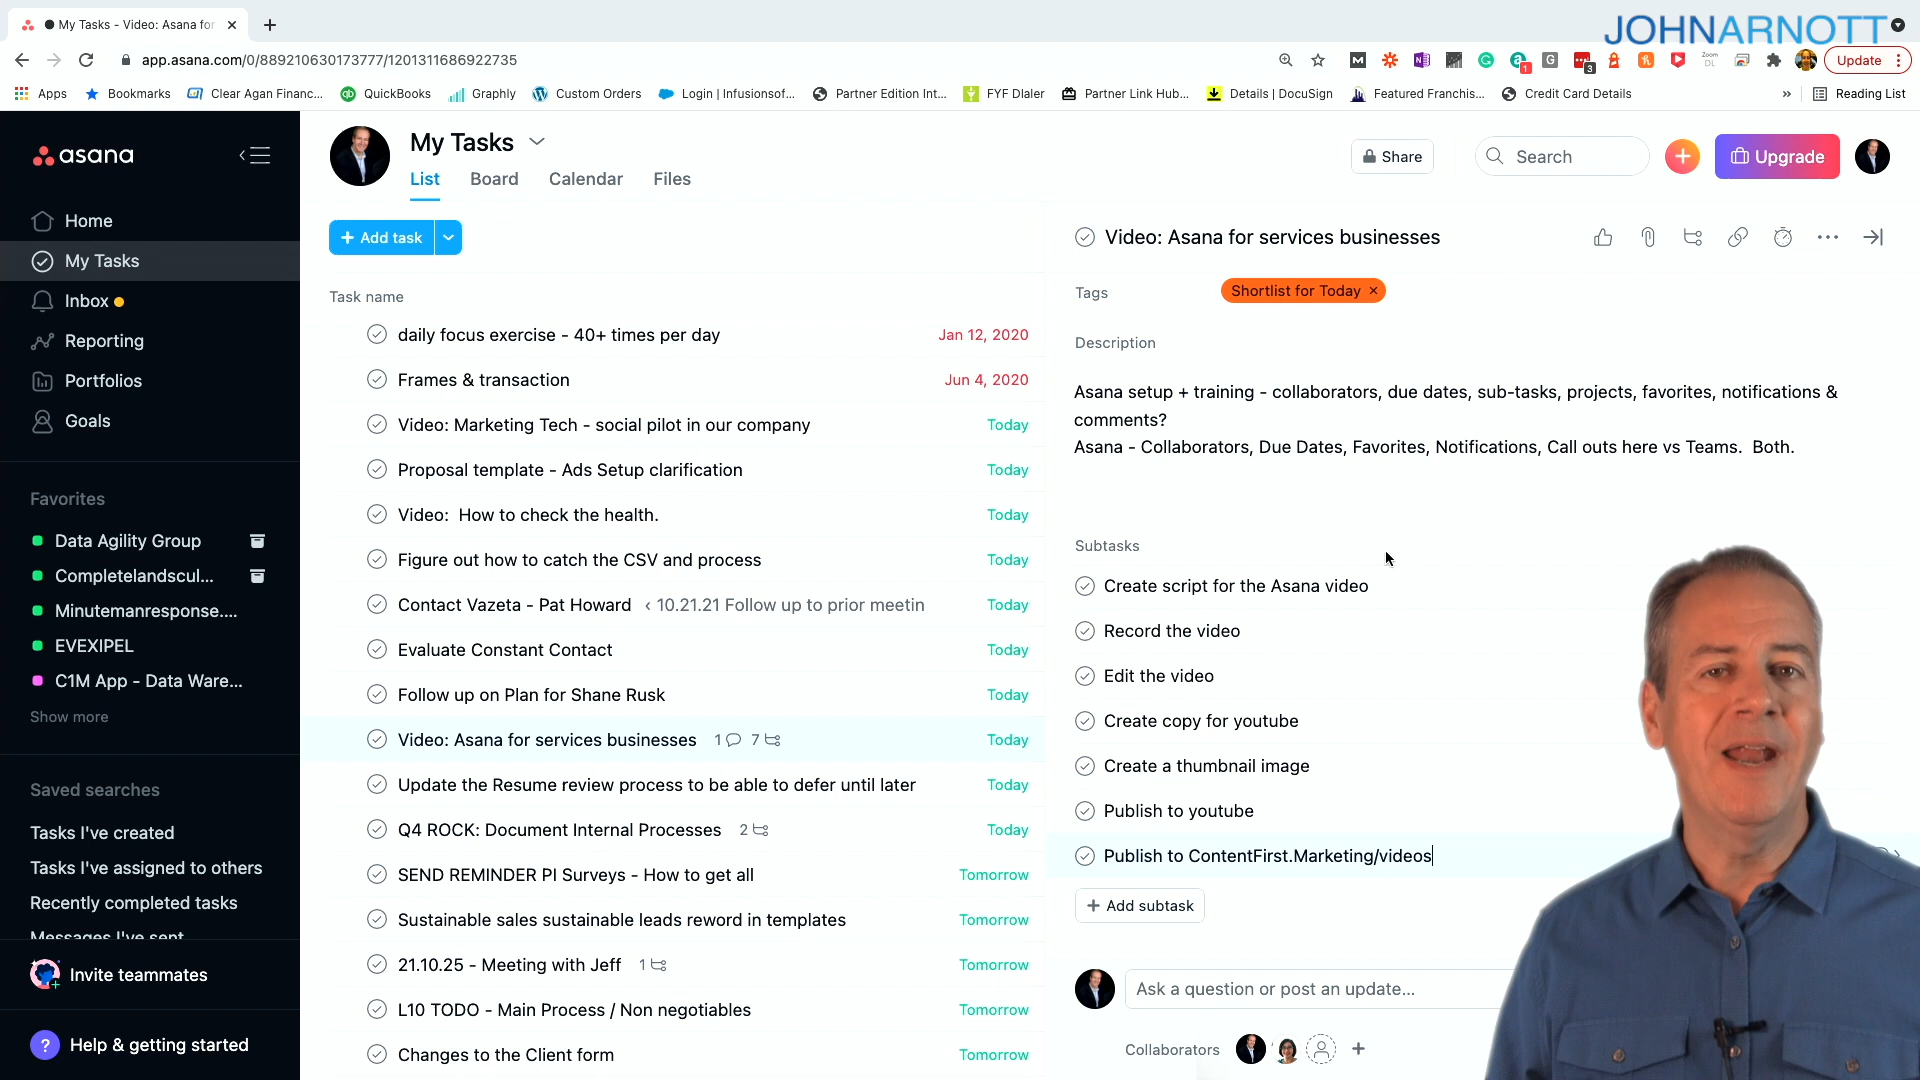 My Tasks - Video: Asana for
JOHNARNOTT
app.asana.com/0/889210630173777/1201311686922735
Update
Apps
Bookmarks
Clear Agan Financ...
QuickBooks
Graphly
Custom Orders
Login | Infusionsof...
Partner Edition Int...
FYF Dialer
Partner Link Hub...
Details | DocuSign
Featured Franchis...
Credit Card Details
»
Reading List
asana
Home
My Tasks
Inbox
Reporting
Portfolios
Goals
Favorites
Data Agility Group
Completelandscul...
Minutemanresponse....
EVEXIPEL
C1M App - Data Ware...
Show more
Saved searches
Tasks I've created
Tasks I've assigned to others
Recently completed tasks
Messages I've sent
Invite teammates
? Help & getting started
My Tasks
List Board Calendar Files
Share
Search
Upgrade
+ Add task
Task name
daily focus exercise - 40+ times per day Jan 12, 2020
Frames & transaction Jun 4, 2020
Video: Marketing Tech - social pilot in our company Today
Proposal template - Ads Setup clarification Today
Video:  How to check the health. Today
Figure out how to catch the CSV and process Today
Contact Vazeta - Pat Howard ‹ 10.21.21 Follow up to prior meetin Today
Evaluate Constant Contact Today
Follow up on Plan for Shane Rusk Today
Video: Asana for services businesses 1 7 Today
Update the Resume review process to be able to defer until later Today
Q4 ROCK: Document Internal Processes 2 Today
SEND REMINDER PI Surveys - How to get all Tomorrow
Sustainable sales sustainable leads reword in templates Tomorrow
21.10.25 - Meeting with Jeff 1 Tomorrow
L10 TODO - Main Process / Non negotiables Tomorrow
Changes to the Client form Tomorrow
Video: Asana for services businesses
Tags Shortlist for Today ×
Description
Asana setup + training - collaborators, due dates, sub-tasks, projects, favorites, notifications &
comments?
Asana - Collaborators, Due Dates, Favorites, Notifications, Call outs here vs Teams.  Both.
Subtasks
Create script for the Asana video
Record the video
Edit the video
Create copy for youtube
Create a thumbnail image
Publish to youtube
Publish to ContentFirst.Marketing/videos
+ Add subtask
Ask a question or post an update...
Collaborators